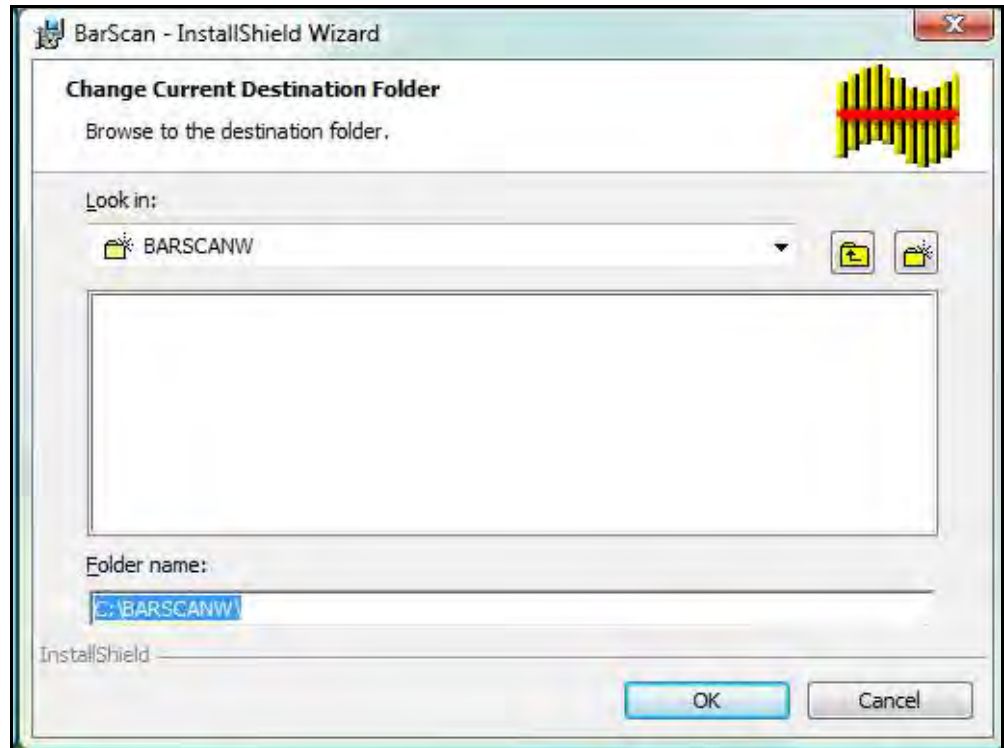 BarScan - InstallShield Wizard
Change Current Destination Folder
Browse to the destination folder.
Look in:
BARSCANW
Folder name:
C:\BARSCANW\
InstallShield
OK Cancel